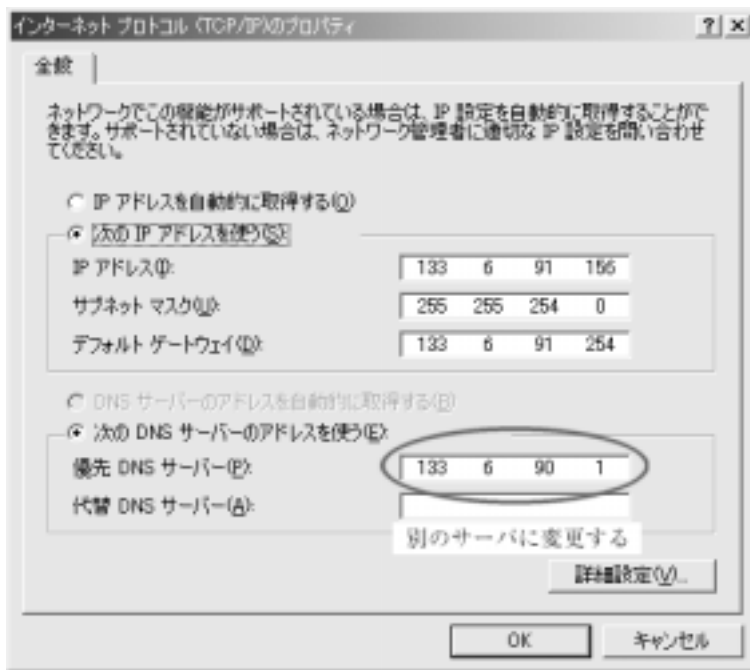 インターネット プロトコル (TCP/IP)のプロパティ
全般
ネットワークでこの機能がサポートされている場合は、IP 設定を自動的に取得することがで
きます。サポートされていない場合は、ネットワーク管理者に適切な IP 設定を問い合わせ
てください。
IP アドレスを自動的に取得する(O)
次の IP アドレスを使う(S):
IP アドレス(I): 133 6 91 156
サブネット マスク(U): 255 255 254 0
デフォルト ゲートウェイ(D): 133 6 91 254
DNS サーバーのアドレスを自動的に取得する(B)
次の DNS サーバーのアドレスを使う(E):
優先 DNS サーバー(P): 133 6 90 1
代替 DNS サーバー(A):
別のサーバに変更する
詳細設定(V)...
OK キャンセル